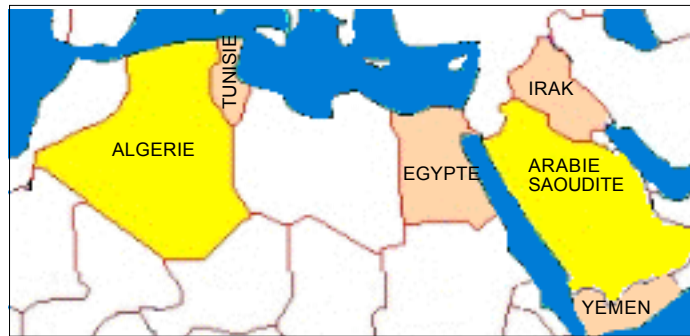 TUNISIE
IRAK
ALGERIE
EGYPTE
ARABIE
SAOUDITE
YEMEN